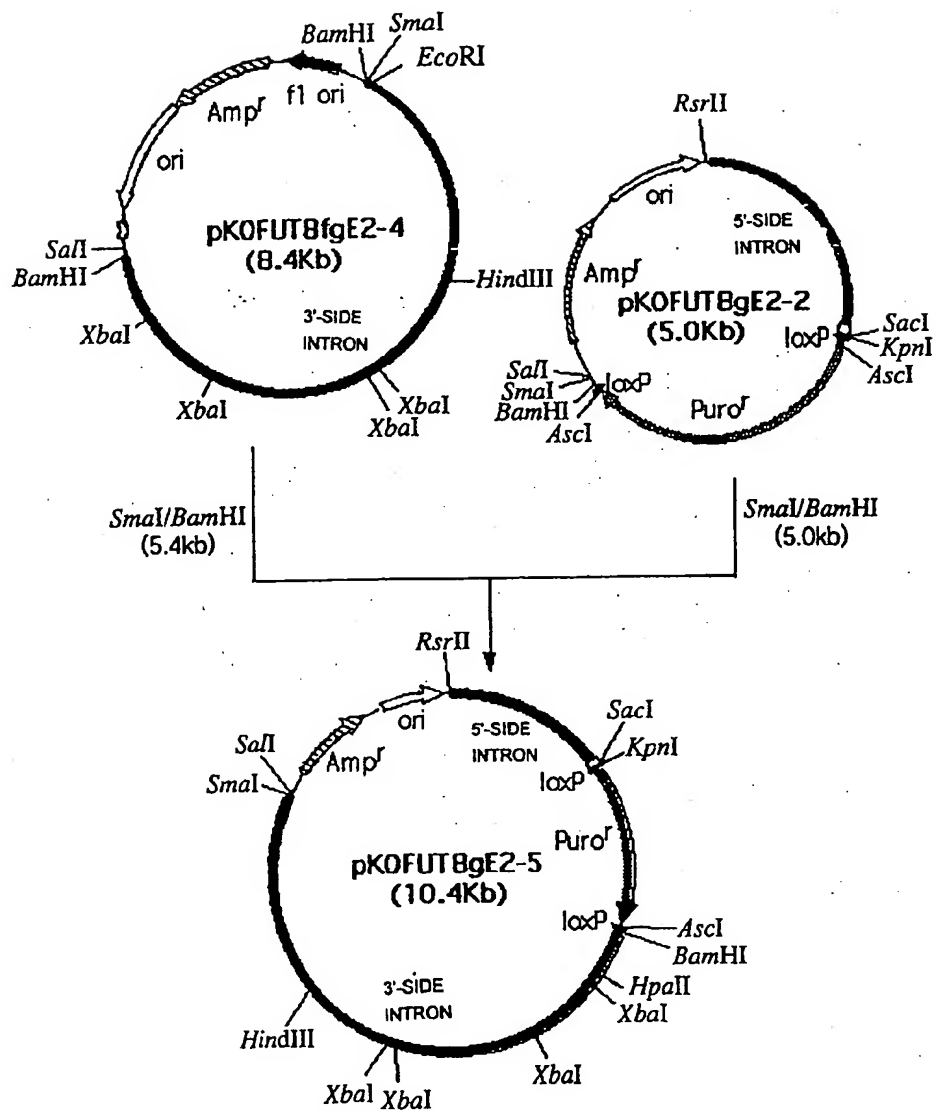 BamHI
SmaI
EcoRI
f1 ori
Ampr
ori
pKOFUT8fgE2-4
(8.4Kb)
SalI
BamHI
HindIII
XbaI
3'-SIDE
INTRON
XbaI
XbaI
XbaI
RsrII
ori
5'-SIDE
INTRON
Ampr
pKOFUT8gE2-2
(5.0Kb)
loxP
SacI
KpnI
AscI
SalI
SmaI
BamHI
AscI
loxP
Puror
SmaI/BamHI
(5.4kb)
SmaI/BamHI
(5.0kb)
RsrII
ori
Ampr
5'-SIDE
INTRON
SacI
KpnI
loxP
SalI
SmaI
Puror
pKOFUT8gE2-5
(10.4Kb)
loxP
AscI
BamHI
HpaII
XbaI
3'-SIDE
INTRON
HindIII
XbaI
XbaI
XbaI